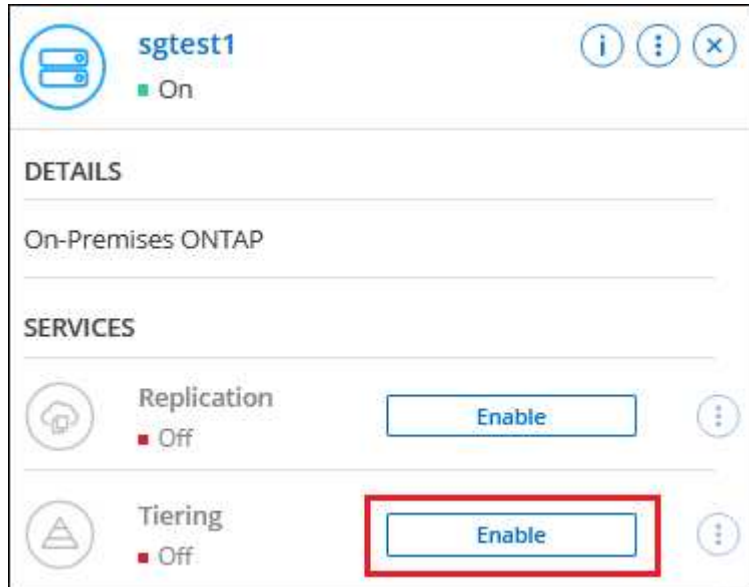 sgtest1
On
DETAILS
On-Premises ONTAP
SERVICES
Replication
Enable
Off
Tiering
Enable
Off